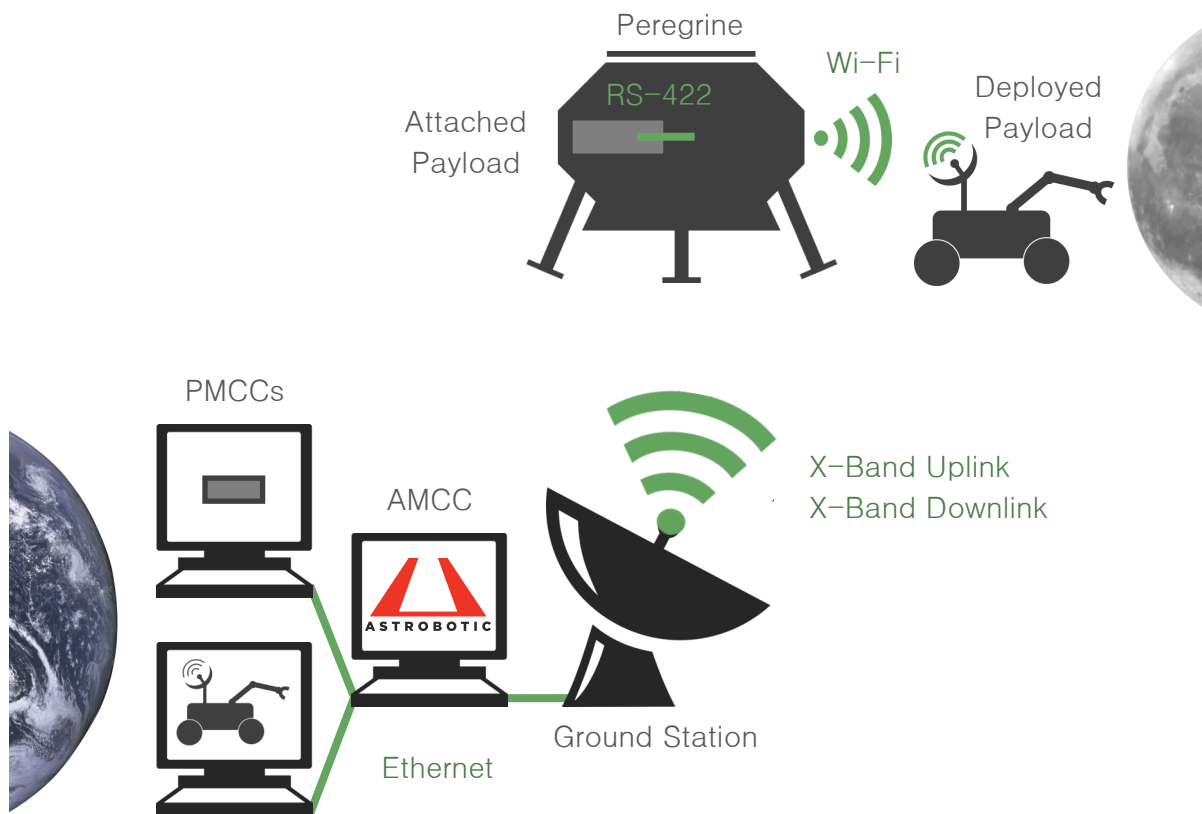 Peregrine
Wi-Fi
RS-422
Deployed
Payload
Attached
Payload
PMCCs
X-Band Uplink
X-Band Downlink
AMCC
ASTROBOTIC
Ground Station
Ethernet